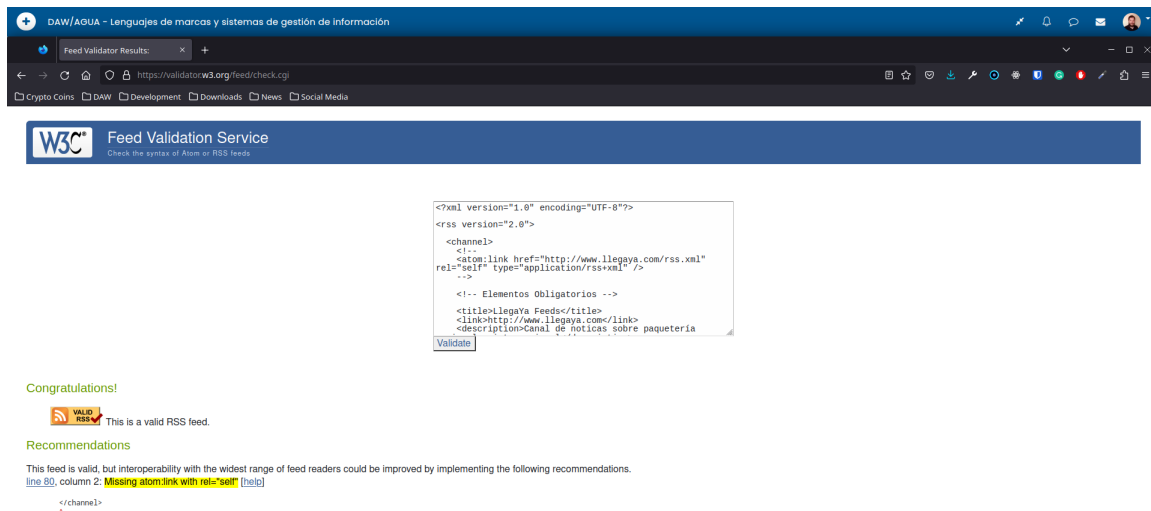 DAW/AGUA - Lenguajes de marcas y sistemas de gestión de información
Feed Validator Results:
https://validator.w3.org/feed/check.cgi
Crypto Coins DAW Development Downloads News Social Media
W3C® Feed Validation Service
Check the syntax of Atom or RSS feeds
<?xml version="1.0" encoding="UTF-8"?>
<rss version="2.0">
<channel>
<!--
<atom:link href="http://www.llegaya.com/rss.xml"
rel="self" type="application/rss+xml" />
-->
<!-- Elementos Obligatorios -->
<title>LlegaYa Feeds</title>
<link>http://www.llegaya.com</link>
<description>Canal de noticas sobre paquetería
Validate
Congratulations!
VALID RSS This is a valid RSS feed.
Recommendations
This feed is valid, but interoperability with the widest range of feed readers could be improved by implementing the following recommendations.
line 80, column 2: Missing atom:link with rel="self" [help]
</channel>